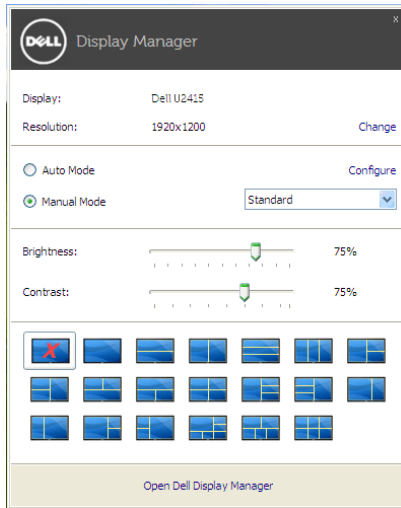 x
DELL Display Manager
Display: Dell U2415
Resolution: 1920x1200 Change
Auto Mode Configure
Manual Mode Standard
Brightness: 75%
Contrast: 75%
X
Open Dell Display Manager